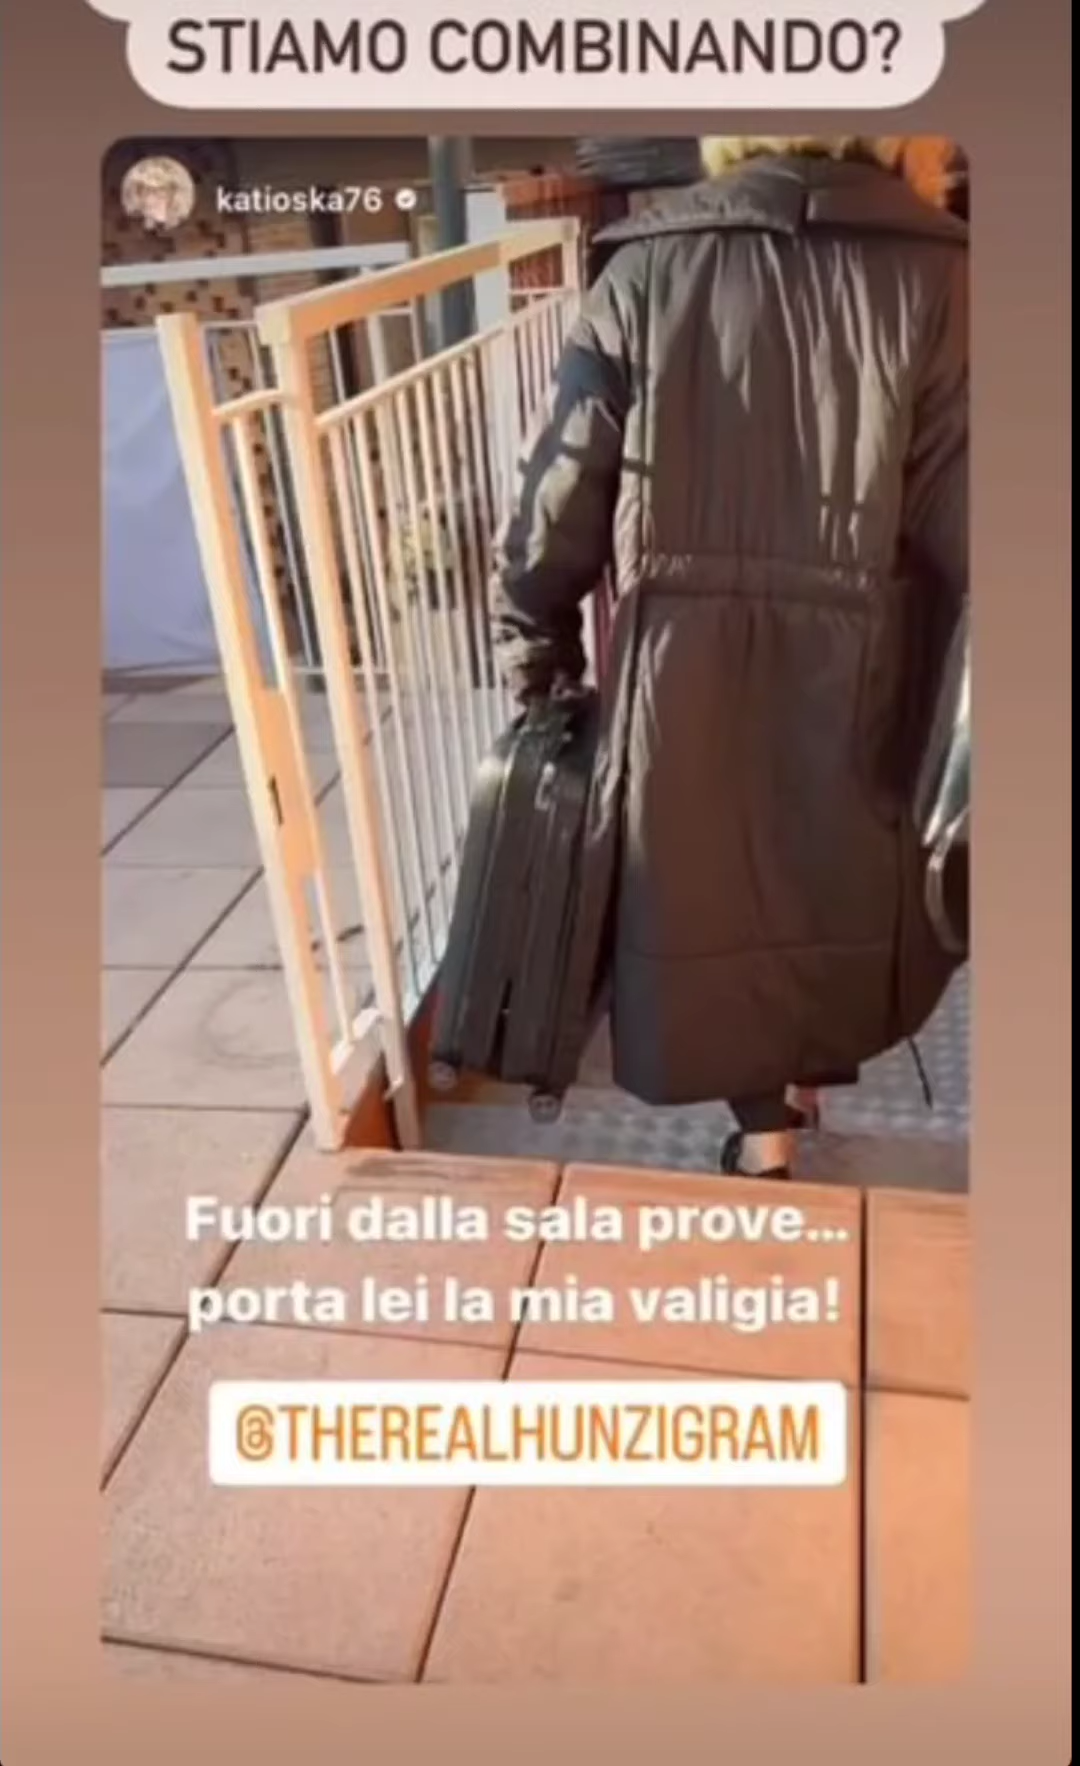 STIAMO COMBINANDO?
katioska76
Fuori dalla sala prove...
porta lei la mia valigia!
@THEREALHUNZIGRAM